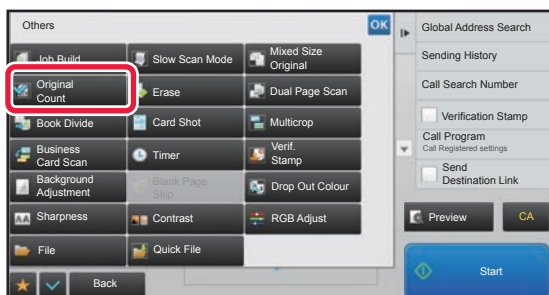 Others
OK
Job Build
Slow Scan Mode
Mixed Size
Original
Original
Count
Erase
Dual Page Scan
Book Divide
Card Shot
Multicrop
Business
Card Scan
Timer
Verif.
Stamp
Background
Adjustment
Blank Page
Skip
Drop Out Colour
AA
Sharpness
Contrast
RGB Adjust
File
Quick File
Back
Global Address Search
Sending History
Call Search Number
Verification Stamp
Call Program
Call Registered settings
Send
Destination Link
Preview
CA
Start